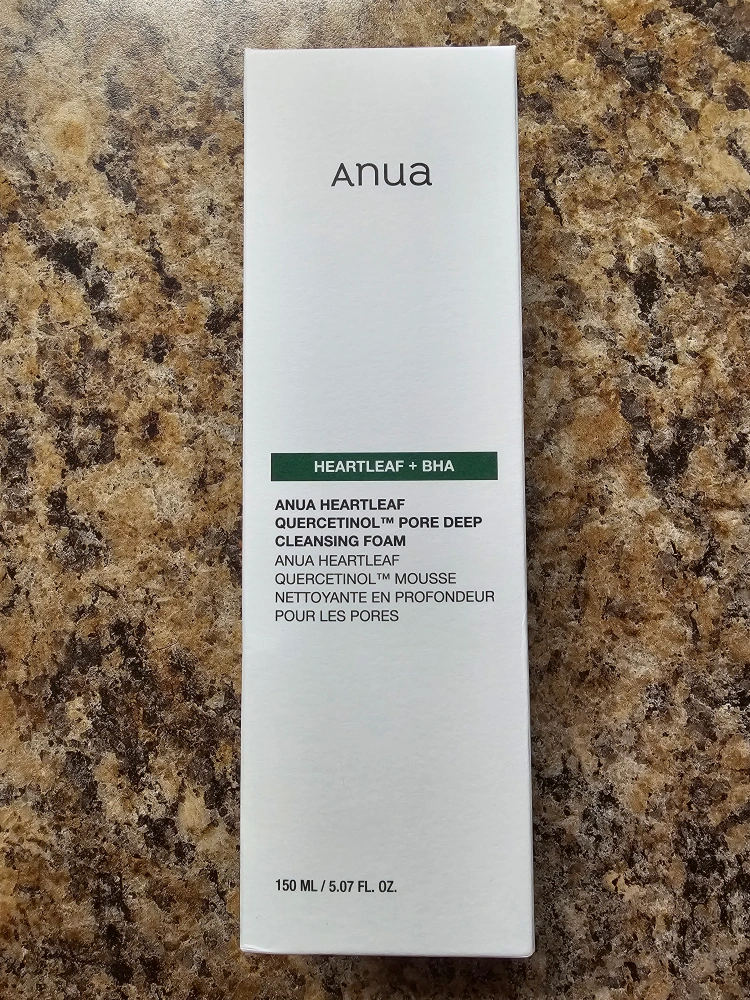 Anua
HEARTLEAF + BHA
ANUA HEARTLEAF
QUERCETINOL™ PORE DEEP
CLEANSING FOAM
ANUA HEARTLEAF
QUERCETINOL™ MOUSSE
NETTOYANTE EN PROFONDEUR
POUR LES PORES
150 ML / 5.07 FL. OZ.